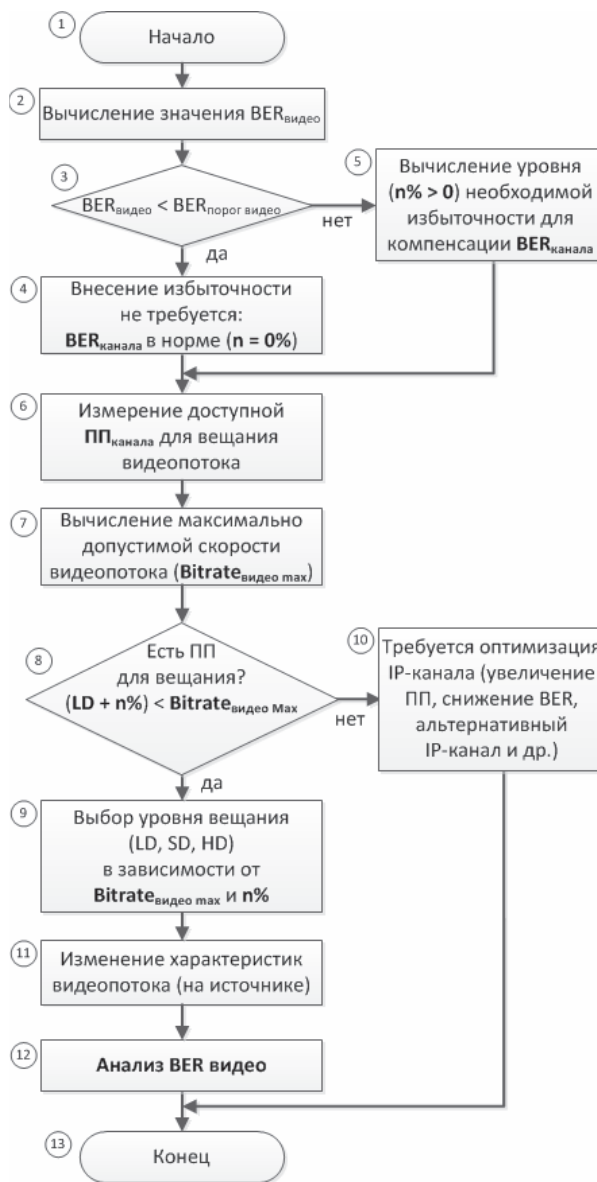 1
Начало
2
Вычисление значения BERвидео
3
BERвидео < BERпорог видео
нет
да
5
Вычисление уровня
(n% > 0) необходимой
избыточности для
компенсации BERканала
4
Внесение избыточности
не требуется:
BERканала в норме (n = 0%)
6
Измерение доступной
ППканала для вещания
видеопотока
7
Вычисление максимально
допустимой скорости
видеопотока (Bitrateвидео max)
8
Есть ПП
для вещания?
(LD + n%) < Bitrateвидео Max
нет
да
10
Требуется оптимизация
IP-канала (увеличение
ПП, снижение BER,
альтернативный
IP-канал и др.)
9
Выбор уровня вещания
(LD, SD, HD)
в зависимости от
Bitrateвидео max и n%
11
Изменение характеристик
видеопотока (на источнике)
12
Анализ BER видео
13
Конец